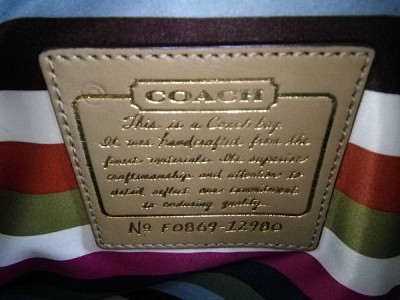 COACH
This is a Coach bag.
It was handcrafted from the
finest materials. Its superior
craftsmanship and attention to
detail reflect our commitment
to enduring quality.
No F0869-12980